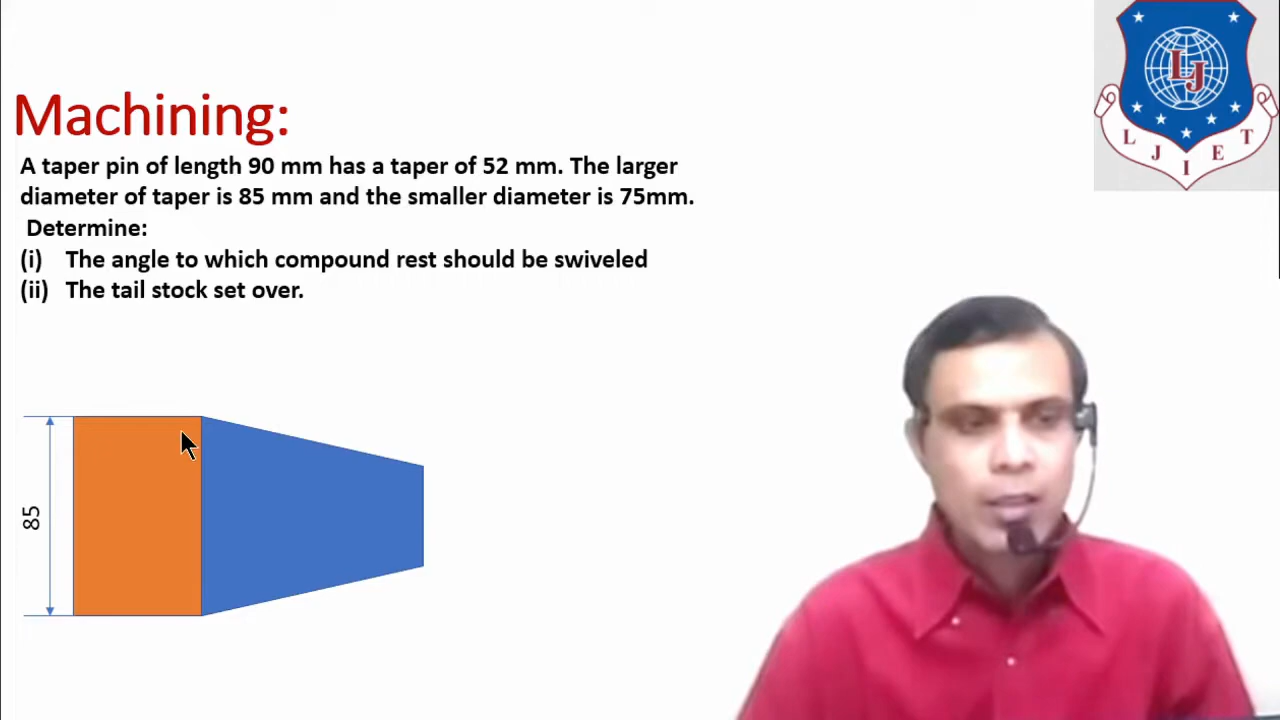 Machining:
A taper pin of length 90 mm has a taper of 52 mm. The larger
diameter of taper is 85 mm and the smaller diameter is 75mm.
Determine:
(i) The angle to which compound rest should be swiveled
(ii) The tail stock set over.
85
LJ
L J I E T